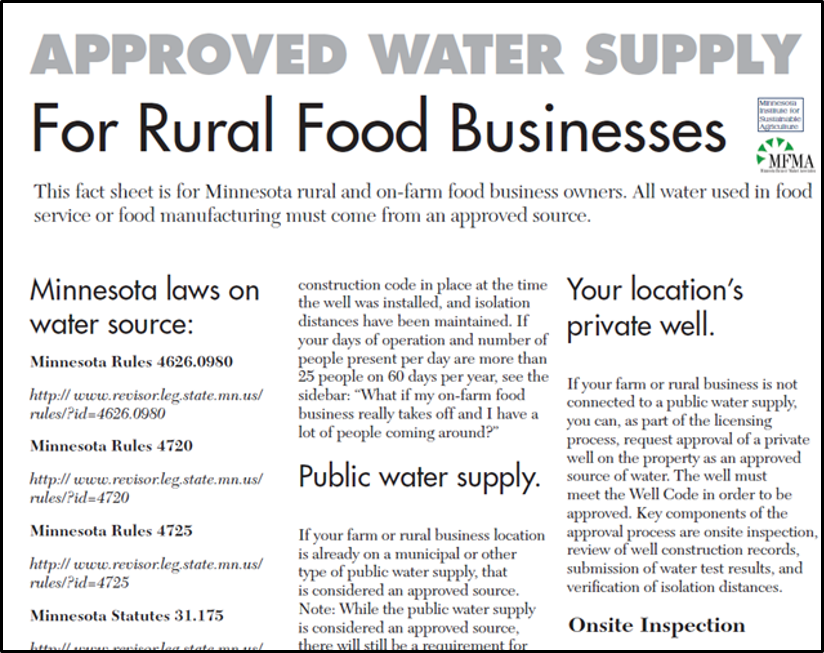 APPROVED WATER SUPPLY
For Rural Food Businesses
Minnesota
Institute for
Sustainable
Agriculture
MFMA
This fact sheet is for Minnesota rural and on-farm food business owners. All water used in food
service or food manufacturing must come from an approved source.
Minnesota laws on
water source:
Minnesota Rules 4626.0980
http:// www.revisor.leg.state.mn.us/
rules/?id=4626.0980
Minnesota Rules 4720
http:// www.revisor.leg.state.mn.us/
rules/?id=4720
Minnesota Rules 4725
http:// www.revisor.leg.state.mn.us/
rules/?id=4725
Minnesota Statutes 31.175
http:// www.revisor.leg.state.mn.us/
construction code in place at the time
the well was installed, and isolation
distances have been maintained. If
your days of operation and number of
people present per day are more than
25 people on 60 days per year, see the
sidebar: “What if my on-farm food
business really takes off and I have a
lot of people coming around?”
Public water supply.
If your farm or rural business location
is already on a municipal or other
type of public water supply, that
is considered an approved source.
Note: While the public water supply
is considered an approved source,
there will still be a requirement for
Your location’s
private well.
If your farm or rural business is not
connected to a public water supply,
you can, as part of the licensing
process, request approval of a private
well on the property as an approved
source of water. The well must
meet the Well Code in order to be
approved. Key components of the
approval process are onsite inspection,
review of well construction records,
submission of water test results, and
verification of isolation distances.
Onsite Inspection